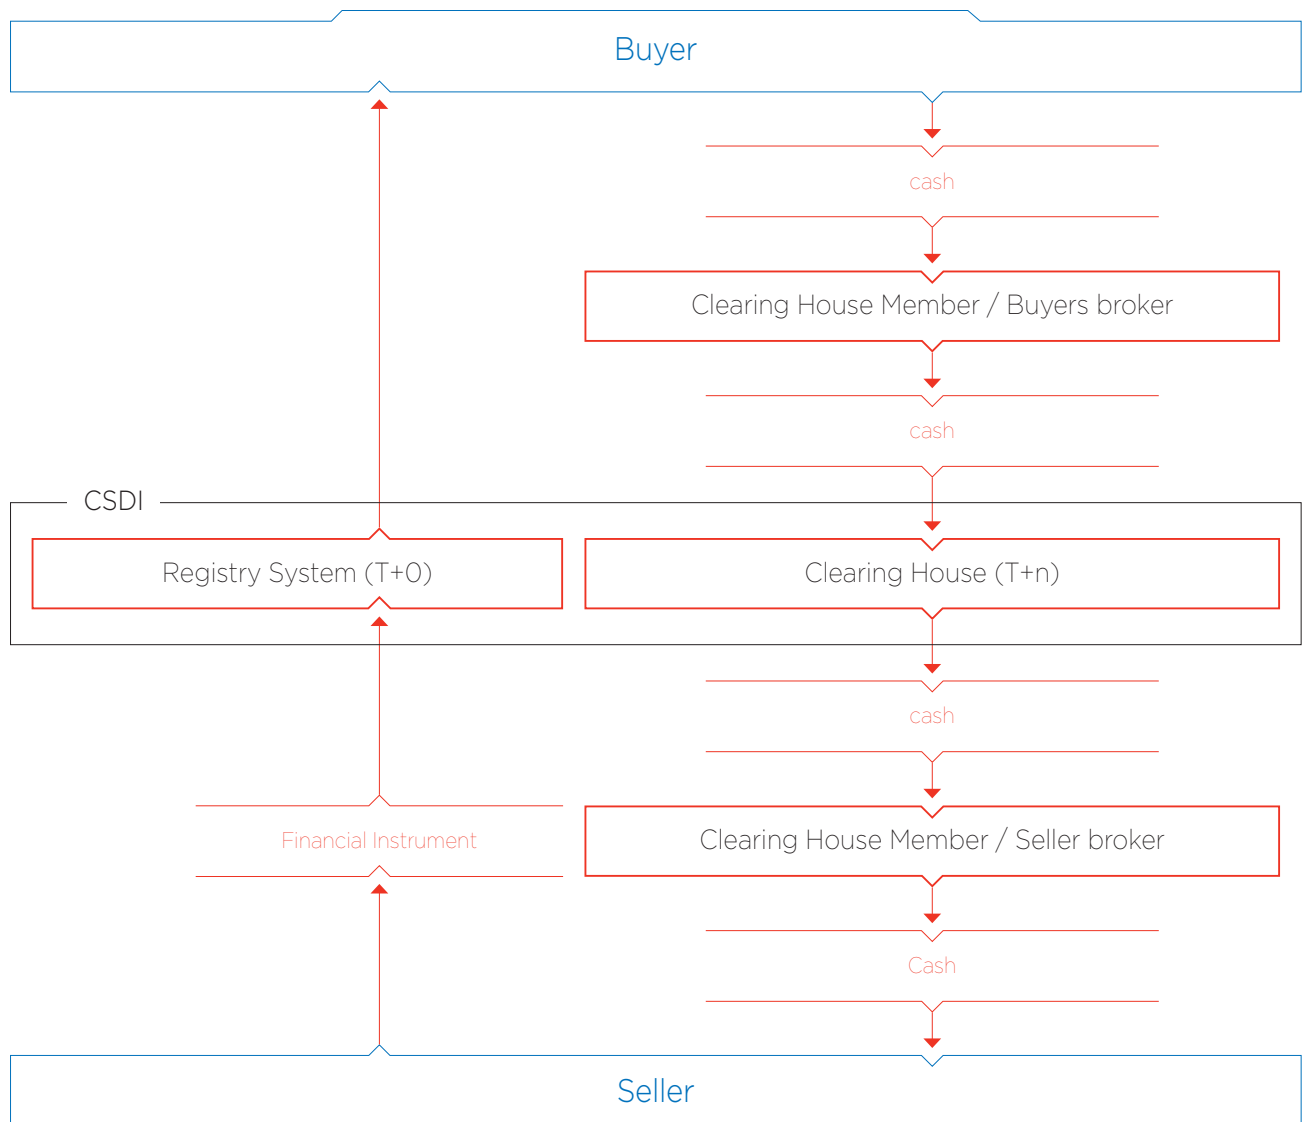 Buyer
cash
Clearing House Member / Buyers broker
cash
CSDI
Registry System (T+0)
Clearing House (T+n)
cash
Financial Instrument
Clearing House Member / Seller broker
Cash
Seller